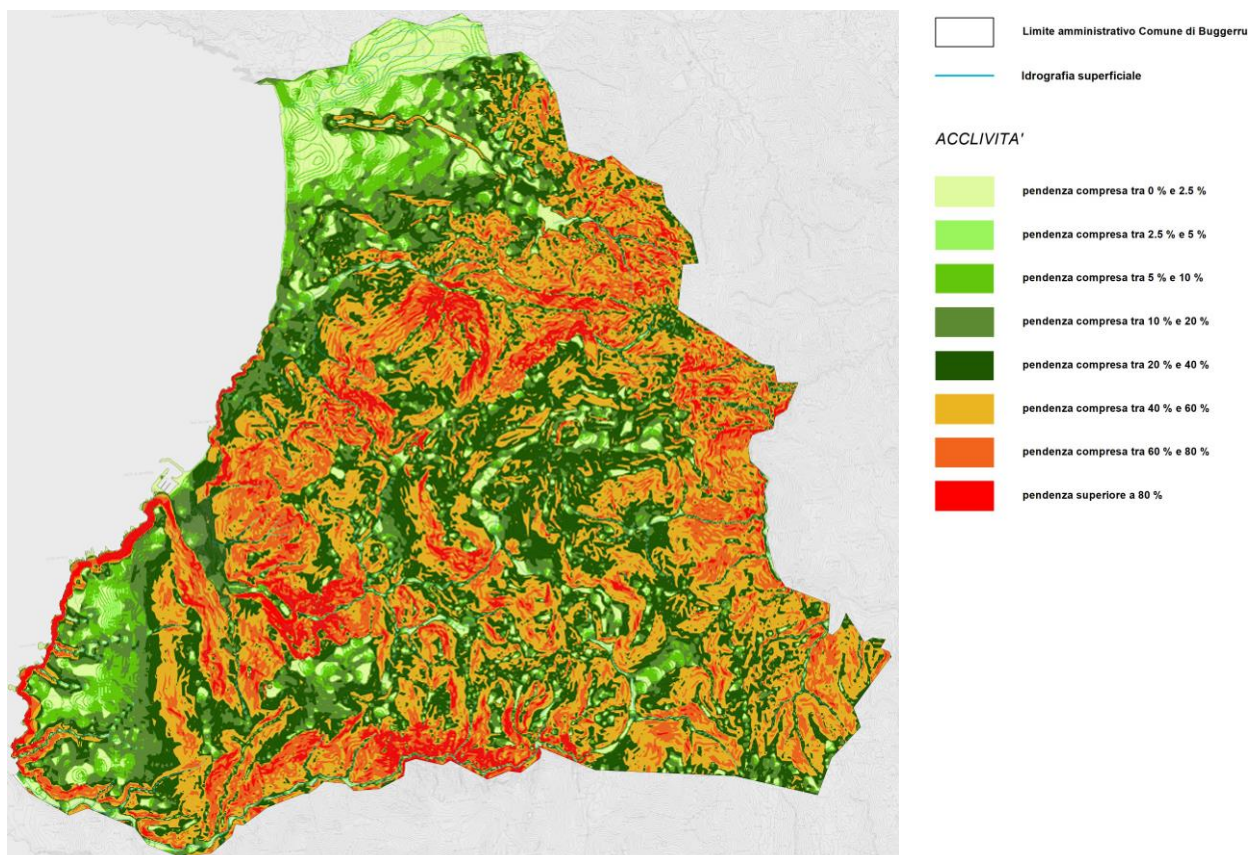 Limite amministrativo Comune di Buggerru
Idrografia superficiale
ACCLIVITA'
pendenza compresa tra 0 % e 2.5 %
pendenza compresa tra 2.5 % e 5 %
pendenza compresa tra 5 % e 10 %
pendenza compresa tra 10 % e 20 %
pendenza compresa tra 20 % e 40 %
pendenza compresa tra 40 % e 60 %
pendenza compresa tra 60 % e 80 %
pendenza superiore a 80 %